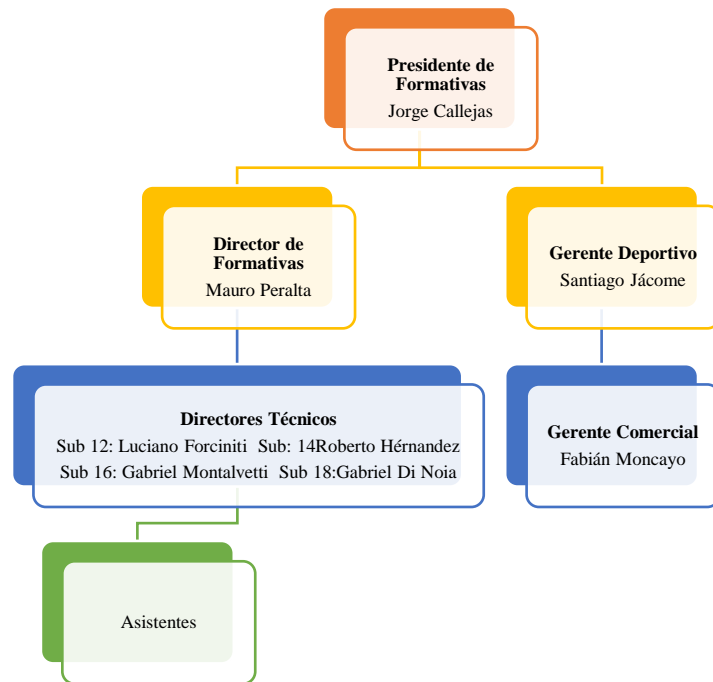 Presidente de
Formativas
Jorge Callejas
Director de
Formativas
Mauro Peralta
Gerente Deportivo
Santiago Jácome
Directores Técnicos
Sub 12: Luciano Forciniti  Sub: 14Roberto Hérnandez
Sub 16: Gabriel Montalvetti  Sub 18:Gabriel Di Noia
Gerente Comercial
Fabián Moncayo
Asistentes